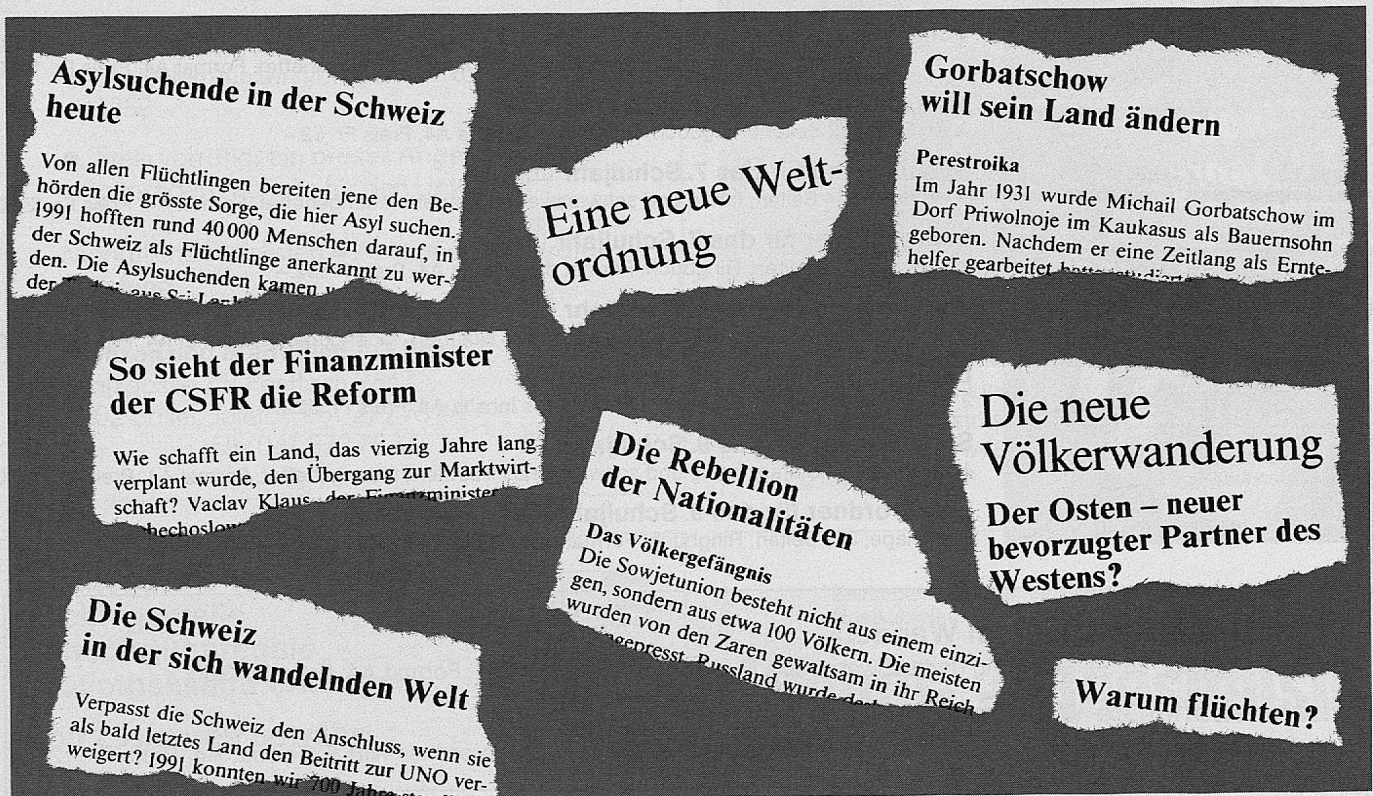 Asylsuchende in der Schweiz
heute
Von allen Flüchtlingen bereiten jene den Be-
hörden die grösste Sorge, die hier Asyl suchen.
1991 hofften rund 40 000 Menschen darauf, in
der Schweiz als Flüchtlinge anerkannt zu wer-
den. Die Asylsuchenden kamen
der
Eine neue Welt-
ordnung
Gorbatschow
will sein Land ändern
Perestroika
Im Jahr 1931 wurde Michail Gorbatschow im
Dorf Priwolnoje im Kaukasus als Bauernsohn
geboren. Nachdem er eine Zeitlang als Ernte-
helfer gearbeitet
So sieht der Finanzminister
der CSFR die Reform
Wie schafft ein Land, das vierzig Jahre lang
verplant wurde, den Übergang zur Marktwirt-
schaft? Vaclav Klaus, der Finanzminister
Die Rebellion
der Nationalitäten
Das Völkergefängnis
Die Sowjetunion besteht nicht aus einem einzi-
gen, sondern aus etwa 100 Völkern. Die meisten
wurden von den Zaren gewaltsam in ihr Reich
Russland wurde
Die neue
Völkerwanderung
Der Osten – neuer
bevorzugter Partner des
Westens?
Die Schweiz
in der sich wandelnden Welt
Verpasst die Schweiz den Anschluss, wenn sie
als bald letztes Land den Beitritt zur UNO ver-
weigert? 1991 konnten wir 700 Jahre
Warum flüchten?